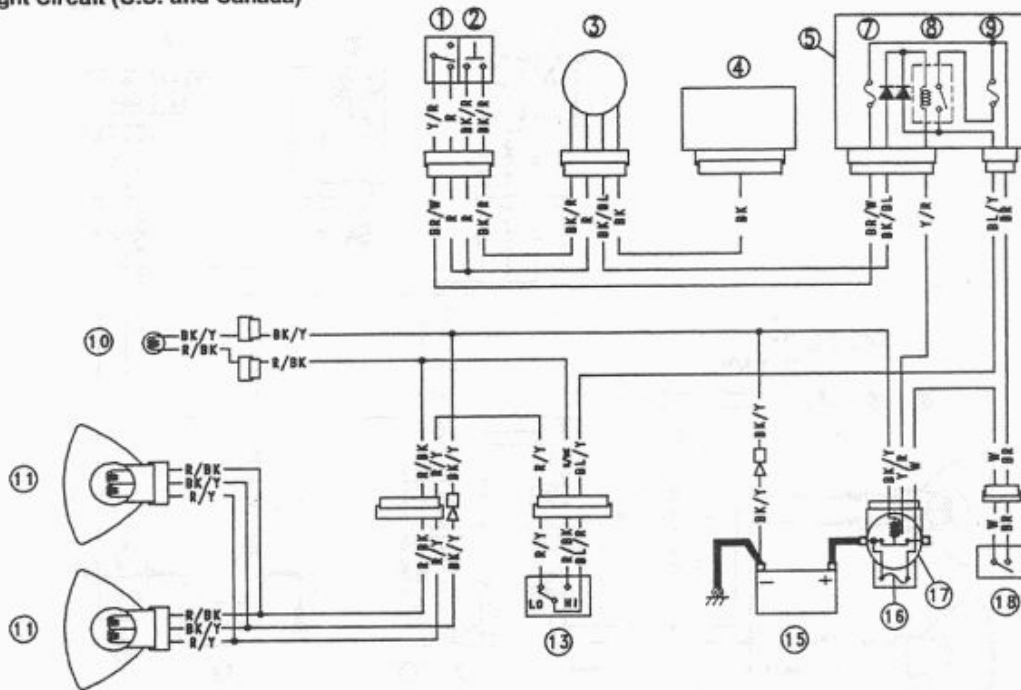 ght Circuit (U.S. and Canada)
① ② ③ ④ ⑤ ⑦ ⑧ ⑨
Y/R R BK/R BK/R
BR/W R R BK/R
BK/R R BK/BL BK
BK
BR/W BK/BL Y/R BL/Y BR
⑩ BK/Y BK/Y
R/BK R/BK
R/BK R/Y BK/Y
R/Y R/BK BL/Y
BK/Y
BK/Y Y/R W
W BR
⑪ R/BK
BK/Y
R/Y
R/BK R/Y BK/Y
R/Y R/BK BL/R
BK/Y
W BR
LO HI
- +
⑪ R/BK
BK/Y
R/Y
⑬ ⑮ ⑯ ⑰ ⑱